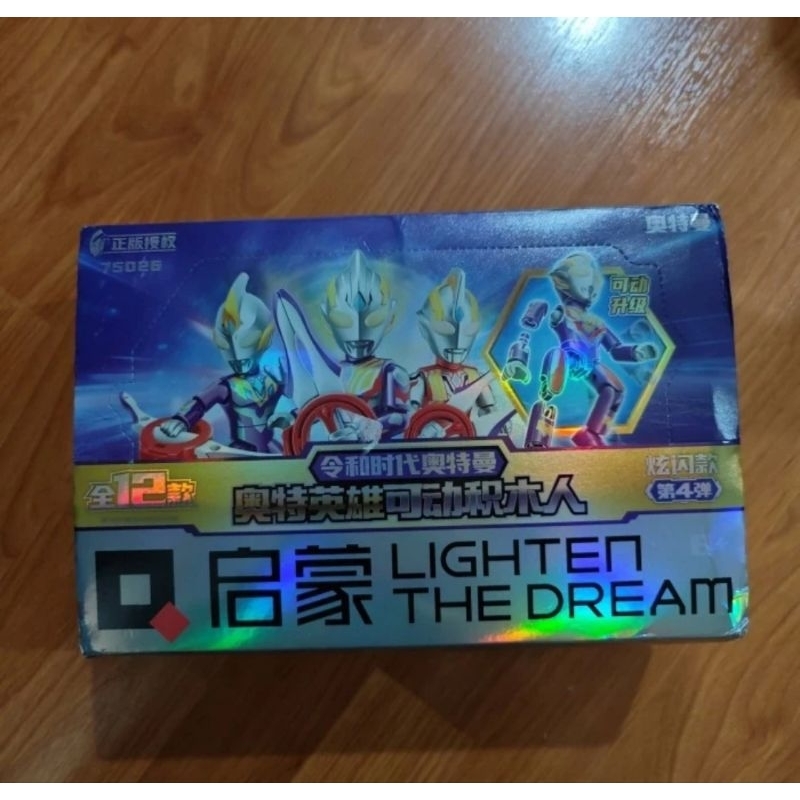 正版授权
奥特曼
75026
可动
升级
令和时代奥特曼
炫闪款
全12款
奥特英雄可动积木人
第4弹
启蒙
LIGHTEN
THE DREAM